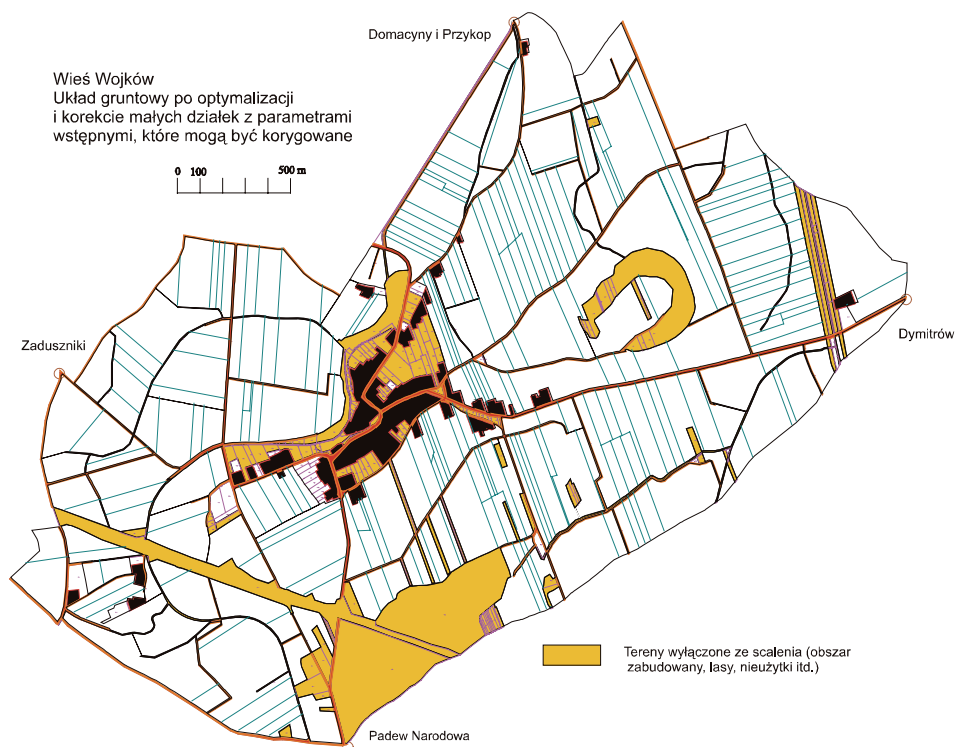 Domacyny i Przykop
Wieś Wojków
Układ gruntowy po optymalizacji
i korekcie małych działek z parametrami
wstępnymi, które mogą być korygowane
0 100 500 m
Zaduszniki
Dymitrów
Tereny wyłączone ze scalenia (obszar
zabudowany, lasy, nieużytki itd.)
Padew Narodowa